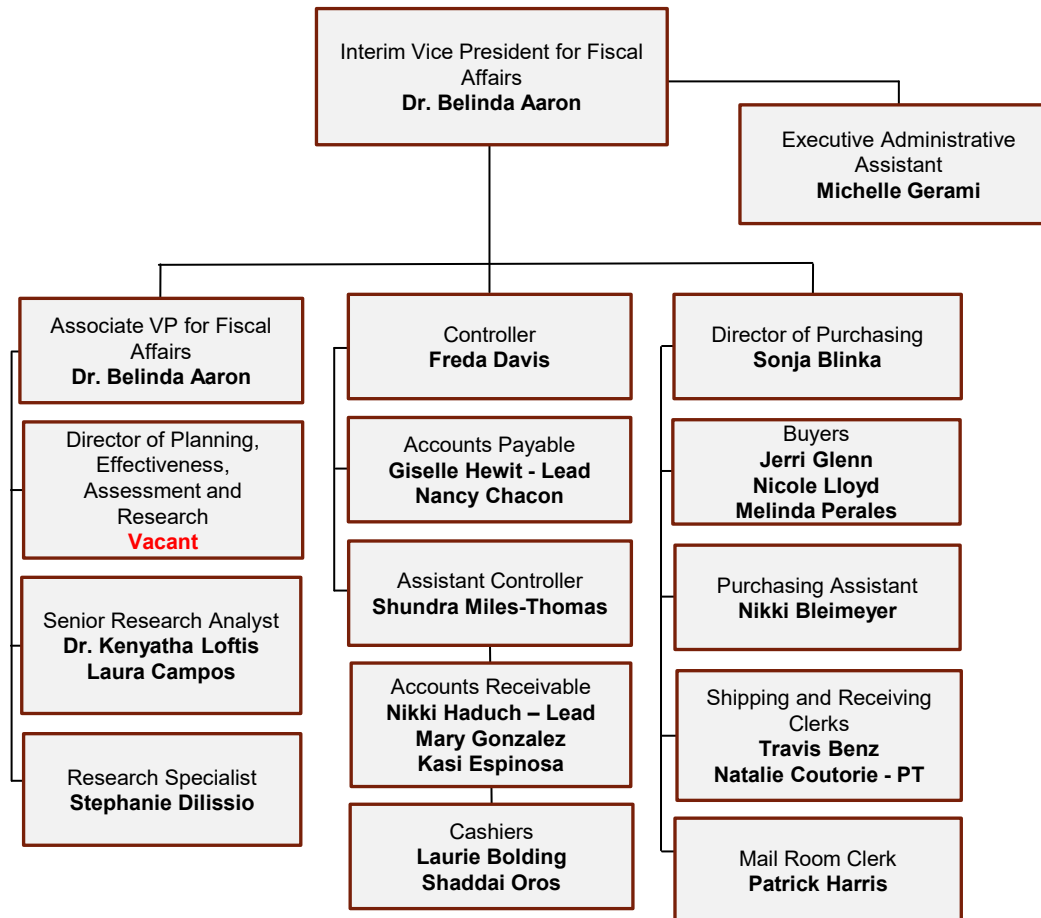 Interim Vice President for Fiscal
Affairs
Dr. Belinda Aaron
Executive Administrative
Assistant
Michelle Gerami
Associate VP for Fiscal
Affairs
Dr. Belinda Aaron
Director of Planning,
Effectiveness,
Assessment and
Research
Vacant
Senior Research Analyst
Dr. Kenyatha Loftis
Laura Campos
Research Specialist
Stephanie Dilissio
Controller
Freda Davis
Accounts Payable
Giselle Hewit - Lead
Nancy Chacon
Assistant Controller
Shundra Miles-Thomas
Accounts Receivable
Nikki Haduch – Lead
Mary Gonzalez
Kasi Espinosa
Cashiers
Laurie Bolding
Shaddai Oros
Director of Purchasing
Sonja Blinka
Buyers
Jerri Glenn
Nicole Lloyd
Melinda Perales
Purchasing Assistant
Nikki Bleimeyer
Shipping and Receiving
Clerks
Travis Benz
Natalie Coutorie - PT
Mail Room Clerk
Patrick Harris